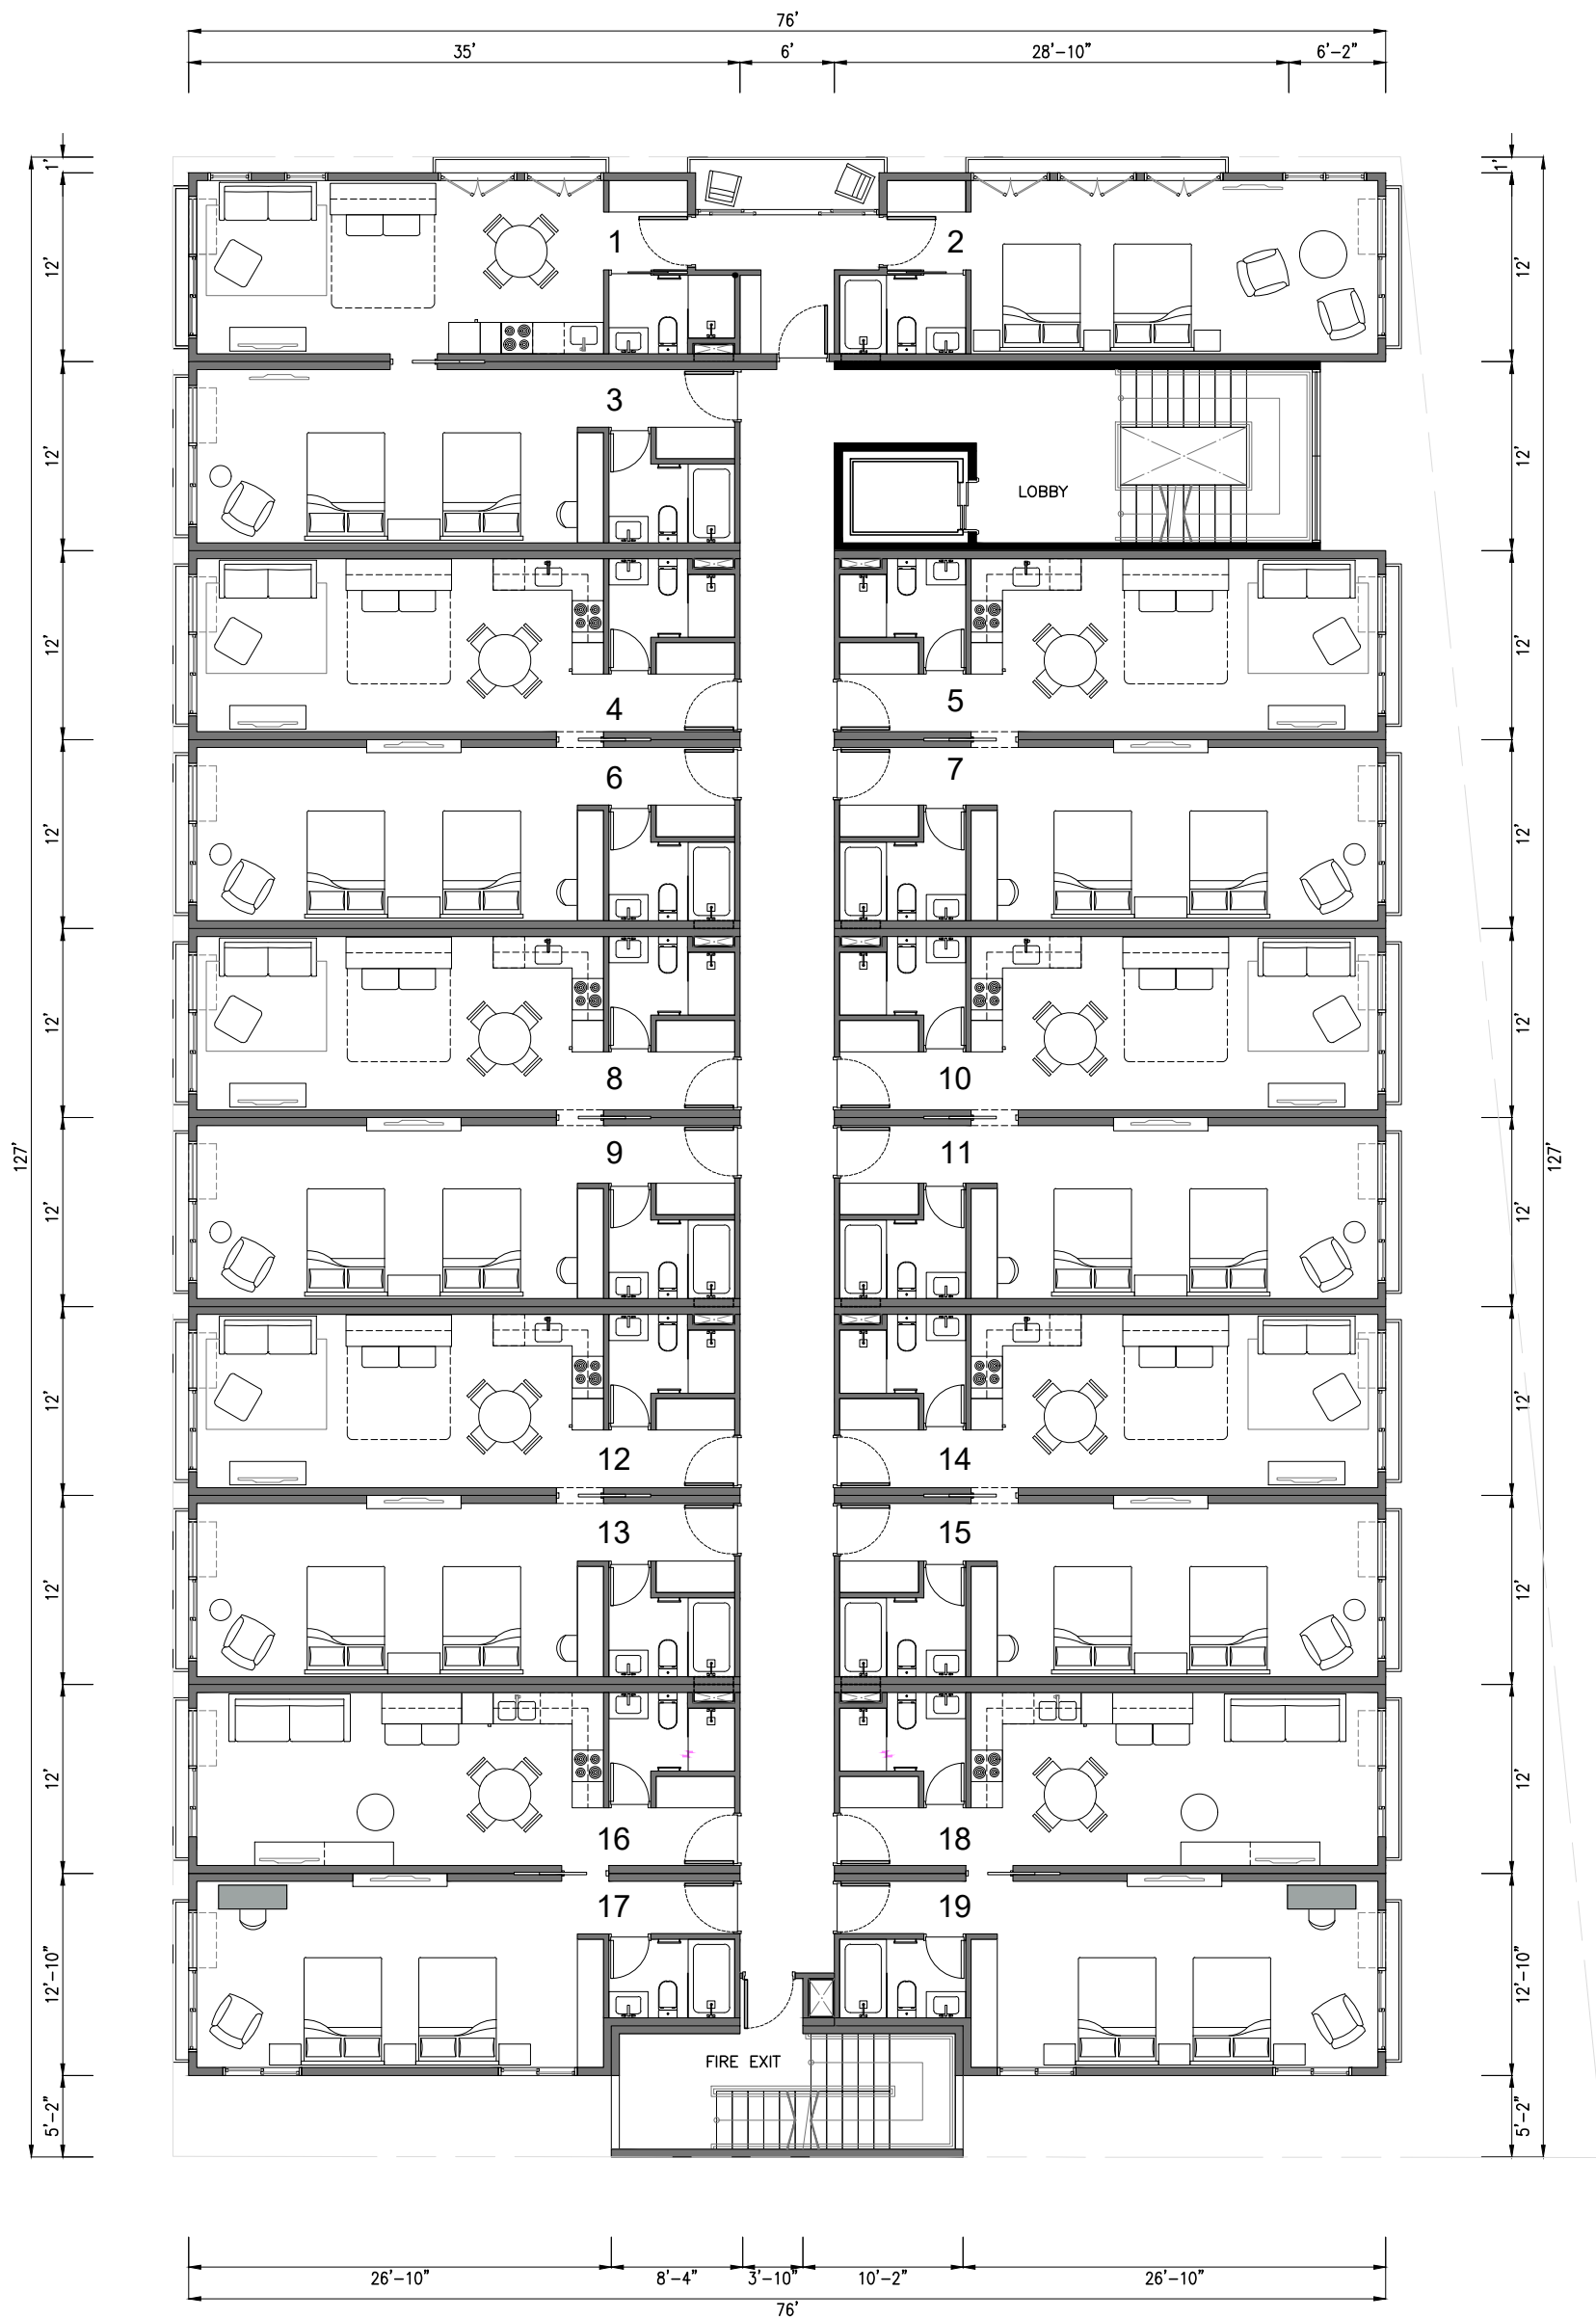 76'
35' 6' 28'-10" 6'-2"
1' 1'
12' 1 2 12'
12' 3 12'
LOBBY
12' 4 5 12'
12' 6 7 12'
12' 8 10 12'
127' 127'
12' 9 11 12'
12' 12 14 12'
12' 13 15 12'
12' 16 18 12'
12'-10" 17 19 12'-10"
FIRE EXIT
5'-2" 5'-2"
26'-10" 8'-4" 3'-10" 10'-2" 26'-10"
76'